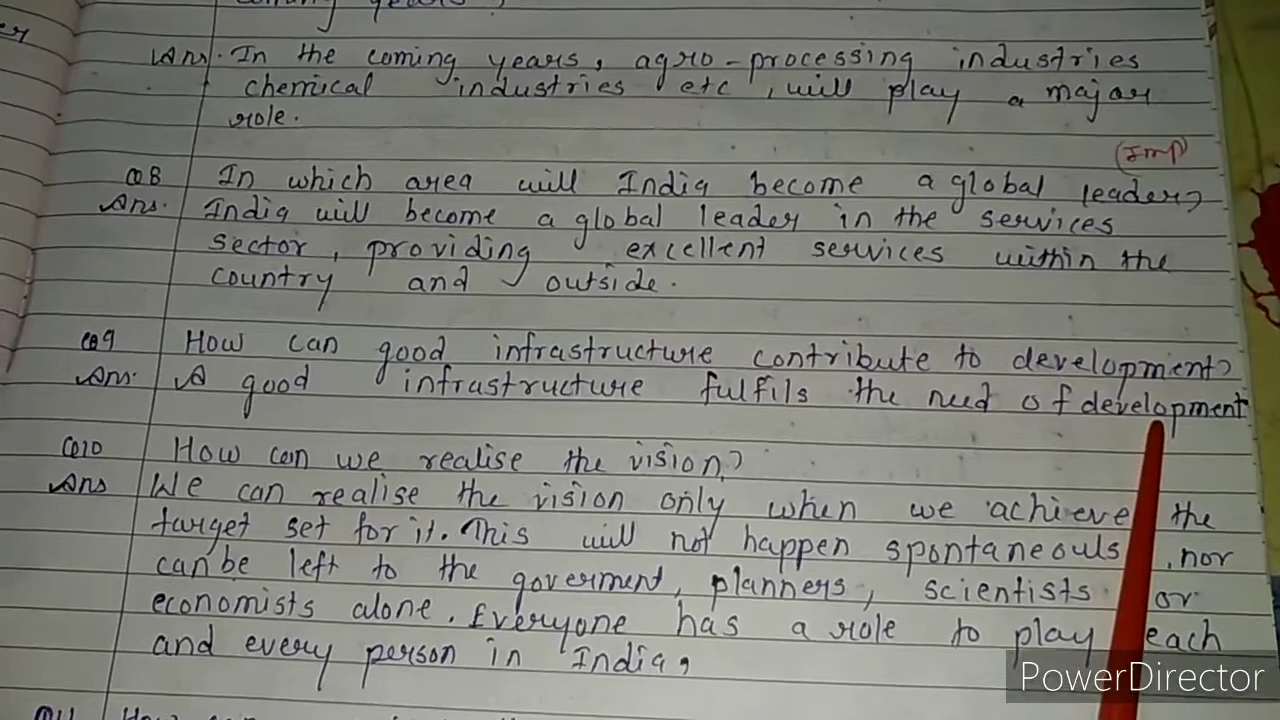 Ans. In the coming years, agro-processing industries
chemical industries etc, will play a major
role.
(Imp)
Q8 In which area will India become a global leader?
Ans. India will become a global leader in the services
sector, providing excellent services within the
country and outside.
Q9 How can good infrastructure contribute to development?
Ans. A good infrastructure fulfils the need of development
Q10 How can we realise the vision?
Ans We can realise the vision only when we achieve the
target set for it. This will not happen spontaneouls, nor
canbe left to the goverment, planners, scientists or
economists alone. Everyone has a role to play each
and every person in India,
PowerDirector